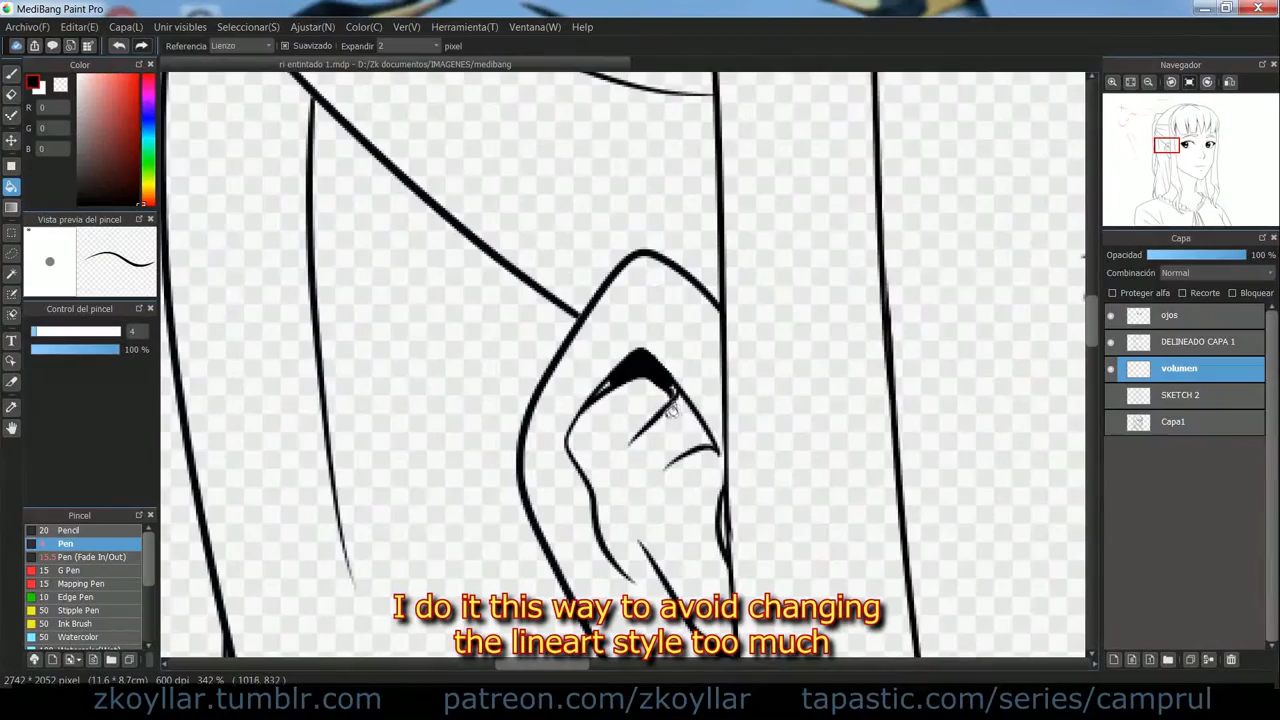 MediBang Paint Pro
Archivo(F) Editar(E) Capa(L) Unir visibles Seleccionar(S) Ajustar(N) Color(C) Ver(V) Herramienta(T) Ventana(W) Help
Referencia Lienzo Suavizado Expandir 2 pixel
ri entintado 1.mdp - D:/Zk documentos/IMAGENES/medibang
Color
R 0
G 0
B 0
Vista previa del pincel
Control del pincel
4
100 %
Pincel
20 Pencil
Pen
15.5 Pen (Fade In/Out)
15 G Pen
15 Mapping Pen
10 Edge Pen
50 Stipple Pen
50 Ink Brush
50 Watercolor
Navegador
Capa
Opacidad 100 %
Combinación Normal
Proteger alfa Recorte Bloquear
ojos
DELINEADO CAPA 1
volumen
SKETCH 2
Capa1
I do it this way to avoid changing
the lineart style too much
2742 * 2052 pixel (11.6 * 8.7cm) 600 dpi 342 % ( 1016, 832 )
zkoyllar.tumblr.com patreon.com/zkoyllar tapastic.com/series/camprul